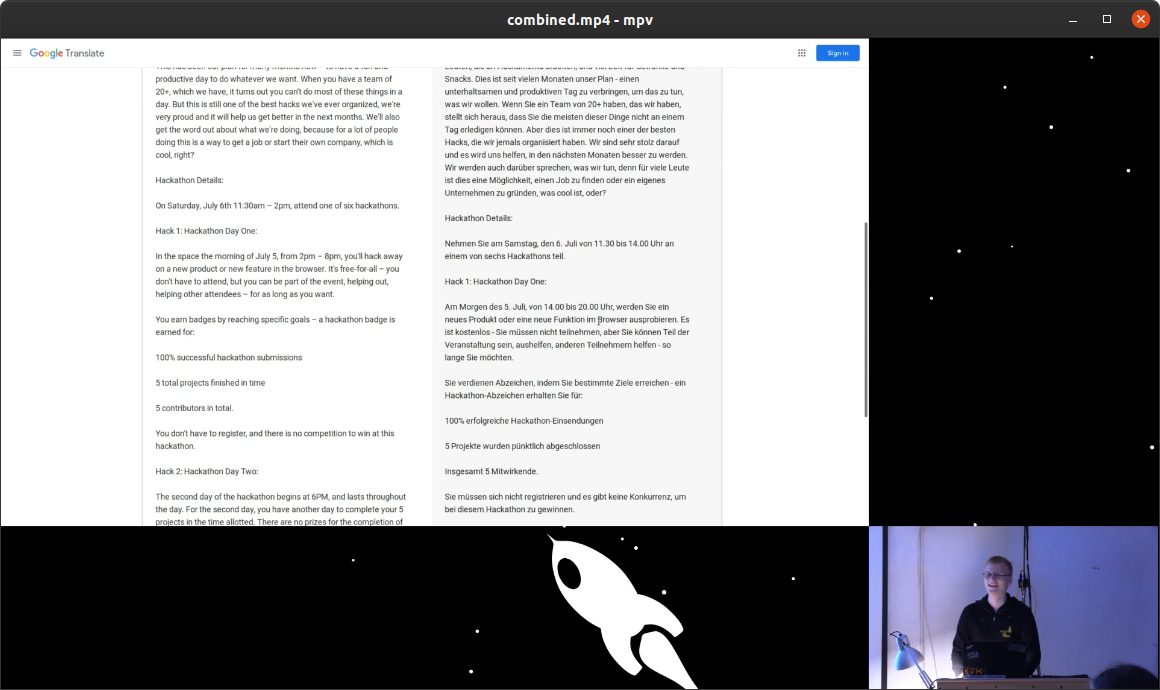 combined.mp4 - mpv
Google Translate
Sign in
productive day to do whatever we want. When you have a team of
20+, which we have, it turns out you can't do most of these things in a
day. But this is still one of the best hacks we've ever organized, we're
very proud and it will help us get better in the next months. We'll also
get the word out about what we're doing, because for a lot of people
doing this is a way to get a job or start their own company, which is
cool, right?
Hackathon Details:
On Saturday, July 6th 11:30am – 2pm, attend one of six hackathons.
Hack 1: Hackathon Day One:
In the space the morning of July 5, from 2pm – 8pm, you'll hack away
on a new product or new feature in the browser. It's free-for-all – you
don't have to attend, but you can be part of the event, helping out,
helping other attendees – for as long as you want.
You earn badges by reaching specific goals – a hackathon badge is
earned for:
100% successful hackathon submissions
5 total projects finished in time
5 contributors in total.
You don't have to register, and there is no competition to win at this
hackathon.
Hack 2: Hackathon Day Two:
The second day of the hackathon begins at 6PM, and lasts throughout
the day. For the second day, you have another day to complete your 5
projects in the time allotted. There are no prizes for the completion of
Snacks. Dies ist seit vielen Monaten unser Plan - einen
unterhaltsamen und produktiven Tag zu verbringen, um das zu tun,
was wir wollen. Wenn Sie ein Team von 20+ haben, das wir haben,
stellt sich heraus, dass Sie die meisten dieser Dinge nicht an einem
Tag erledigen können. Aber dies ist immer noch einer der besten
Hacks, die wir jemals organisiert haben. Wir sind sehr stolz darauf
und es wird uns helfen, in den nächsten Monaten besser zu werden.
Wir werden auch darüber sprechen, was wir tun, denn für viele Leute
ist dies eine Möglichkeit, einen Job zu finden oder ein eigenes
Unternehmen zu gründen, was cool ist, oder?
Hackathon Details:
Nehmen Sie am Samstag, den 6. Juli von 11.30 bis 14.00 Uhr an
einem von sechs Hackathons teil.
Hack 1: Hackathon Day One:
Am Morgen des 5. Juli, von 14.00 bis 20.00 Uhr, werden Sie ein
neues Produkt oder eine neue Funktion im Browser ausprobieren. Es
ist kostenlos - Sie müssen nicht teilnehmen, aber Sie können Teil der
Veranstaltung sein, aushelfen, anderen Teilnehmern helfen - so
lange Sie möchten.
Sie verdienen Abzeichen, indem Sie bestimmte Ziele erreichen - ein
Hackathon-Abzeichen erhalten Sie für:
100% erfolgreiche Hackathon-Einsendungen
5 Projekte wurden pünktlich abgeschlossen
Insgesamt 5 Mitwirkende.
Sie müssen sich nicht registrieren und es gibt keine Konkurrenz, um
bei diesem Hackathon zu gewinnen.